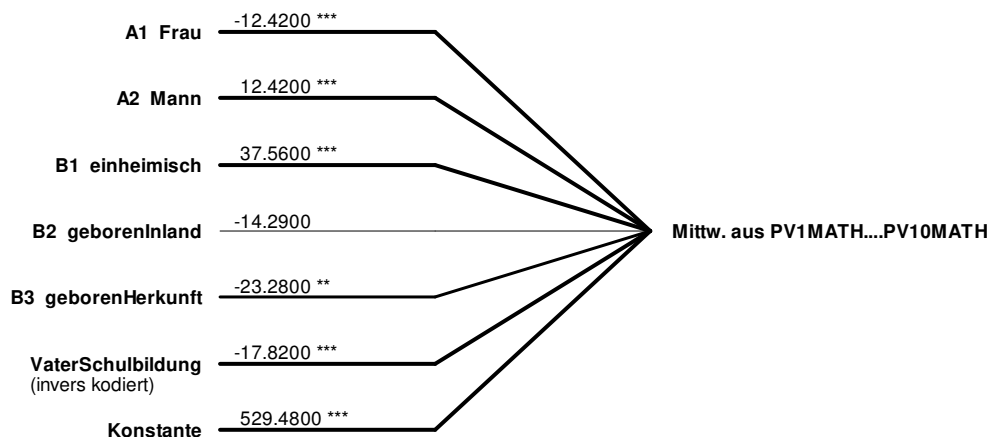 A1 Frau -12.4200 ***
A2 Mann 12.4200 ***
B1 einheimisch 37.5600 ***
B2 geborenInland -14.2900
Mittw. aus PV1MATH....PV10MATH
B3 geborenHerkunft -23.2800 **
VaterSchulbildung -17.8200 ***
(invers kodiert)
Konstante 529.4800 ***